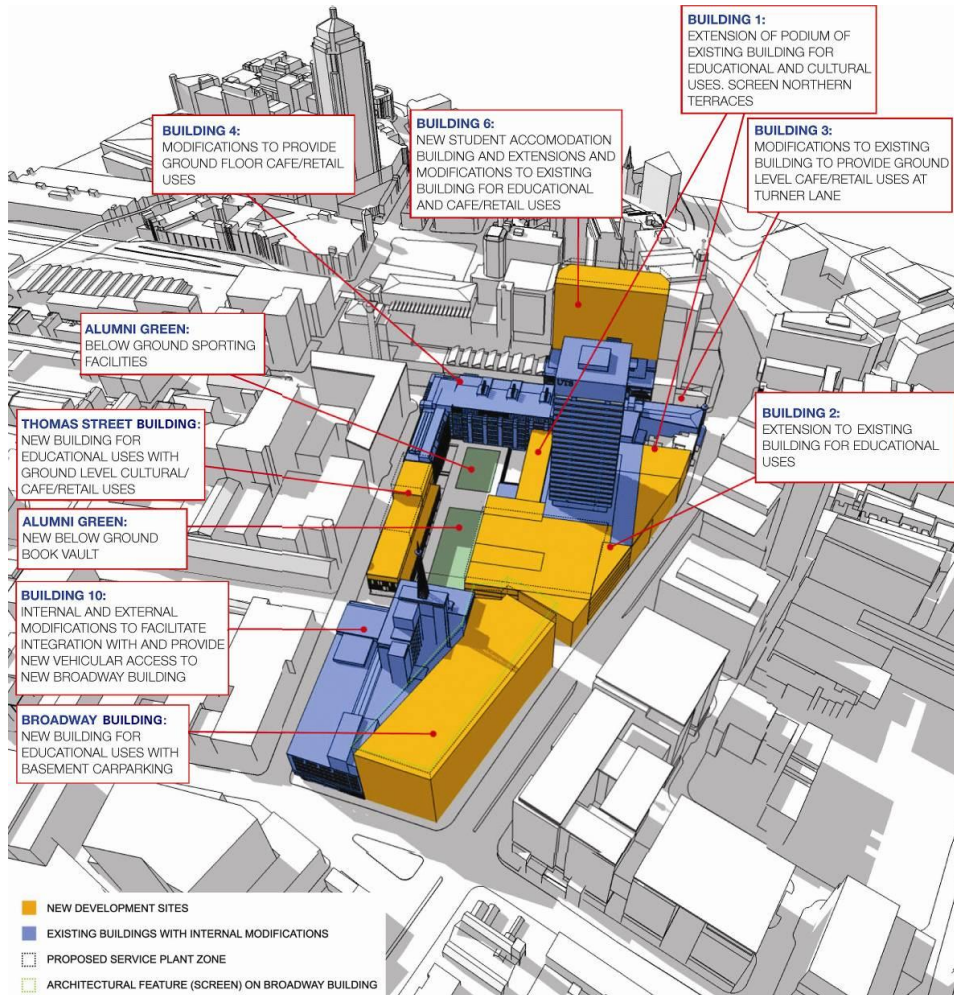 BUILDING 1:
EXTENSION OF PODIUM OF
EXISTING BUILDING FOR
EDUCATIONAL AND CULTURAL
USES. SCREEN NORTHERN
TERRACES
BUILDING 4:
MODIFICATIONS TO PROVIDE
GROUND FLOOR CAFE/RETAIL
USES
BUILDING 6:
NEW STUDENT ACCOMODATION
BUILDING AND EXTENSIONS AND
MODIFICATIONS TO EXISTING
BUILDING FOR EDUCATIONAL
AND CAFE/RETAIL USES
BUILDING 3:
MODIFICATIONS TO EXISTING
BUILDING TO PROVIDE GROUND
LEVEL CAFE/RETAIL USES AT
TURNER LANE
ALUMNI GREEN:
BELOW GROUND SPORTING
FACILITIES
UTS
THOMAS STREET BUILDING:
NEW BUILDING FOR
EDUCATIONAL USES WITH
GROUND LEVEL CULTURAL/
CAFE/RETAIL USES
BUILDING 2:
EXTENSION TO EXISTING
BUILDING FOR EDUCATIONAL
USES
ALUMNI GREEN:
NEW BELOW GROUND
BOOK VAULT
BUILDING 10:
INTERNAL AND EXTERNAL
MODIFICATIONS TO FACILITATE
INTEGRATION WITH AND PROVIDE
NEW VEHICULAR ACCESS TO
NEW BROADWAY BUILDING
BROADWAY BUILDING:
NEW BUILDING FOR
EDUCATIONAL USES WITH
BASEMENT CARPARKING
NEW DEVELOPMENT SITES
EXISTING BUILDINGS WITH INTERNAL MODIFICATIONS
PROPOSED SERVICE PLANT ZONE
ARCHITECTURAL FEATURE (SCREEN) ON BROADWAY BUILDING